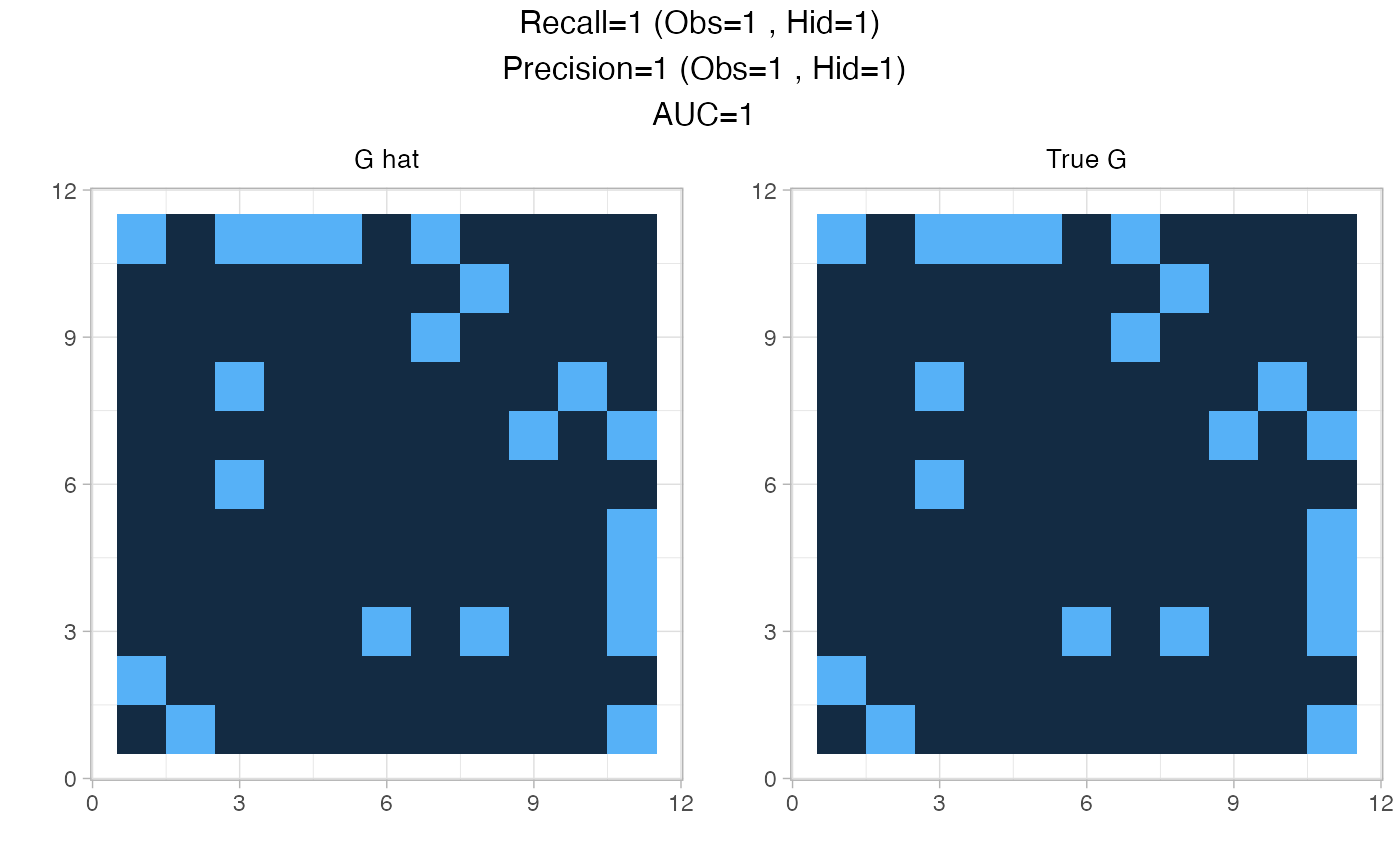 Recall=1 (Obs=1 , Hid=1)
Precision=1 (Obs=1 , Hid=1)
AUC=1
G hat
12
9
6
3
0
0 3 6 9 12
True G
12
9
6
3
0
0 3 6 9 12